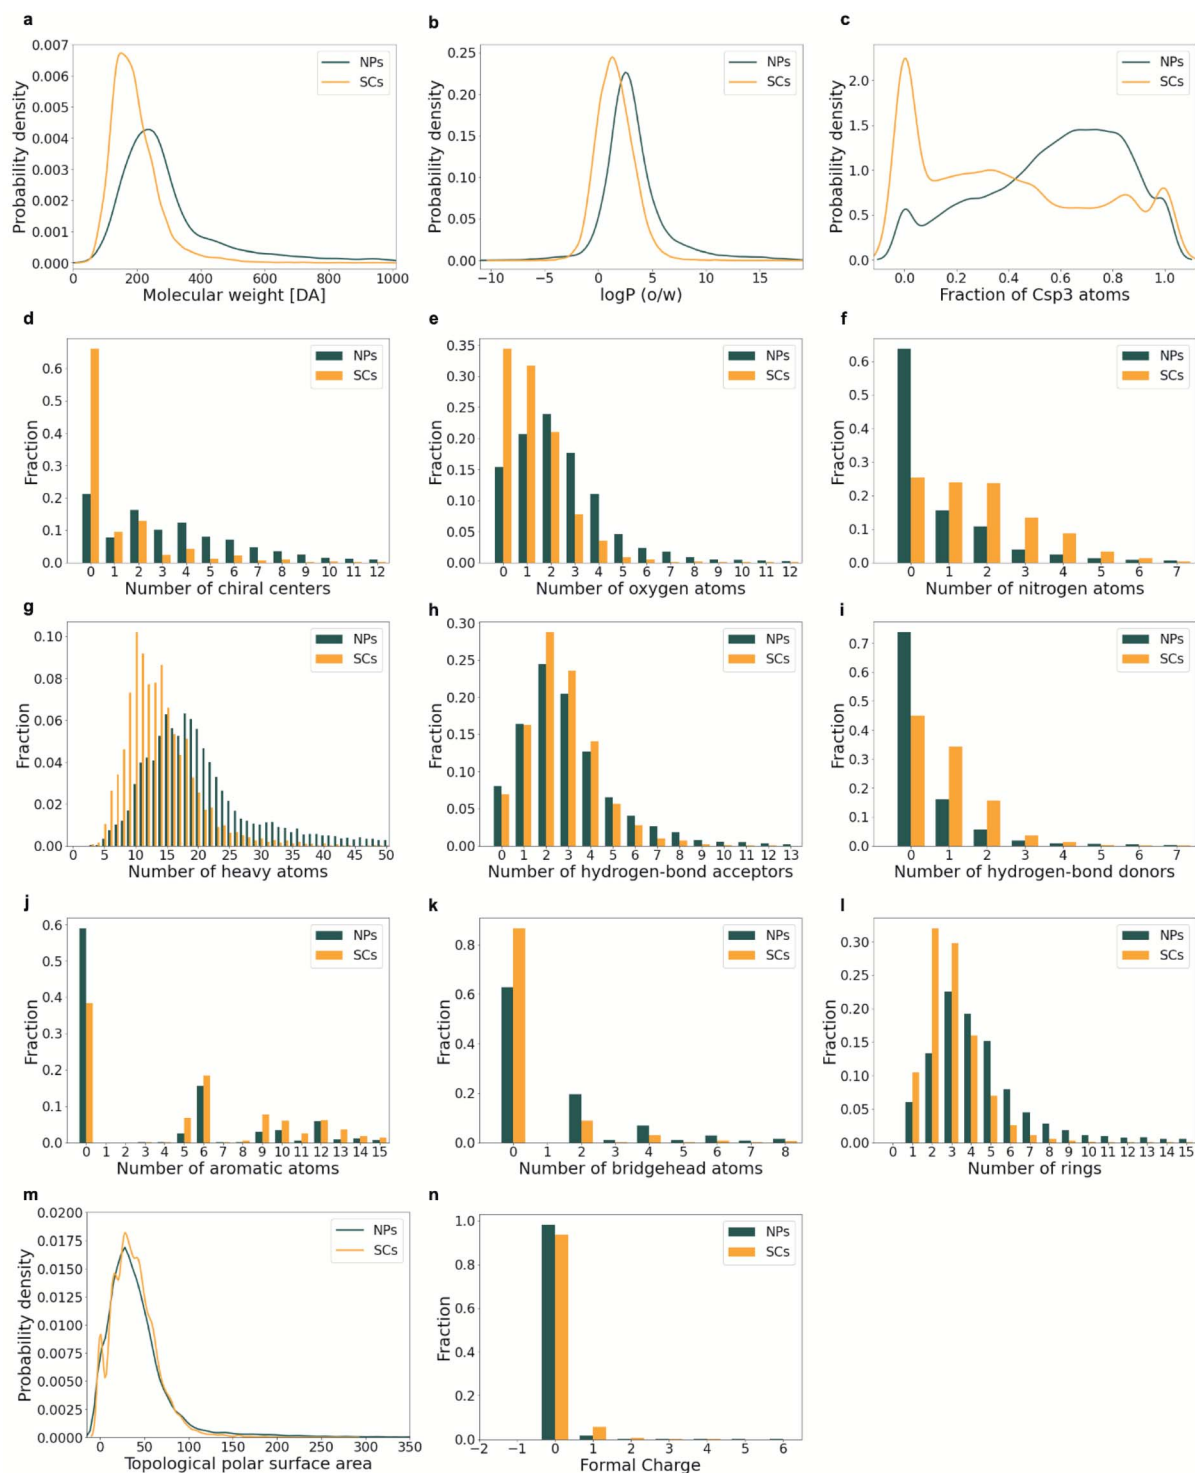 a
Probability density
0.007
0.006
0.005
0.004
0.003
0.002
0.001
0.000
NPs
SCs
0 200 400 600 800 1000
Molecular weight [DA]
b
Probability density
0.25
0.20
0.15
0.10
0.05
0.00
NPs
SCs
−10 −5 0 5 10 15
logP (o/w)
c
Probability density
2.0
1.5
1.0
0.5
0.0
NPs
SCs
0.0 0.2 0.4 0.6 0.8 1.0
Fraction of Csp3 atoms
d
Fraction
0.6
0.5
0.4
0.3
0.2
0.1
0.0
NPs
SCs
0 1 2 3 4 5 6 7 8 9 10 11 12
Number of chiral centers
e
Fraction
0.35
0.30
0.25
0.20
0.15
0.10
0.05
0.00
NPs
SCs
0 1 2 3 4 5 6 7 8 9 10 11 12
Number of oxygen atoms
f
Fraction
0.6
0.5
0.4
0.3
0.2
0.1
0.0
NPs
SCs
0 1 2 3 4 5 6 7
Number of nitrogen atoms
g
Fraction
0.10
0.08
0.06
0.04
0.02
0.00
NPs
SCs
0 5 10 15 20 25 30 35 40 45 50
Number of heavy atoms
h
Fraction
0.30
0.25
0.20
0.15
0.10
0.05
0.00
NPs
SCs
0 1 2 3 4 5 6 7 8 9 10 11 12 13
Number of hydrogen-bond acceptors
i
Fraction
0.7
0.6
0.5
0.4
0.3
0.2
0.1
0.0
NPs
SCs
0 1 2 3 4 5 6 7
Number of hydrogen-bond donors
j
Fraction
0.6
0.5
0.4
0.3
0.2
0.1
0.0
NPs
SCs
0 1 2 3 4 5 6 7 8 9 10 11 12 13 14 15
Number of aromatic atoms
k
Fraction
0.8
0.6
0.4
0.2
0.0
NPs
SCs
0 1 2 3 4 5 6 7 8
Number of bridgehead atoms
l
Fraction
0.30
0.25
0.20
0.15
0.10
0.05
0.00
NPs
SCs
0 1 2 3 4 5 6 7 8 9 10 11 12 13 14 15
Number of rings
m
Probability density
0.0200
0.0175
0.0150
0.0125
0.0100
0.0075
0.0050
0.0025
0.0000
NPs
SCs
0 50 100 150 200 250 300 350
Topological polar surface area
n
Fraction
1.0
0.8
0.6
0.4
0.2
0.0
NPs
SCs
−2 −1 0 1 2 3 4 5 6
Formal Charge